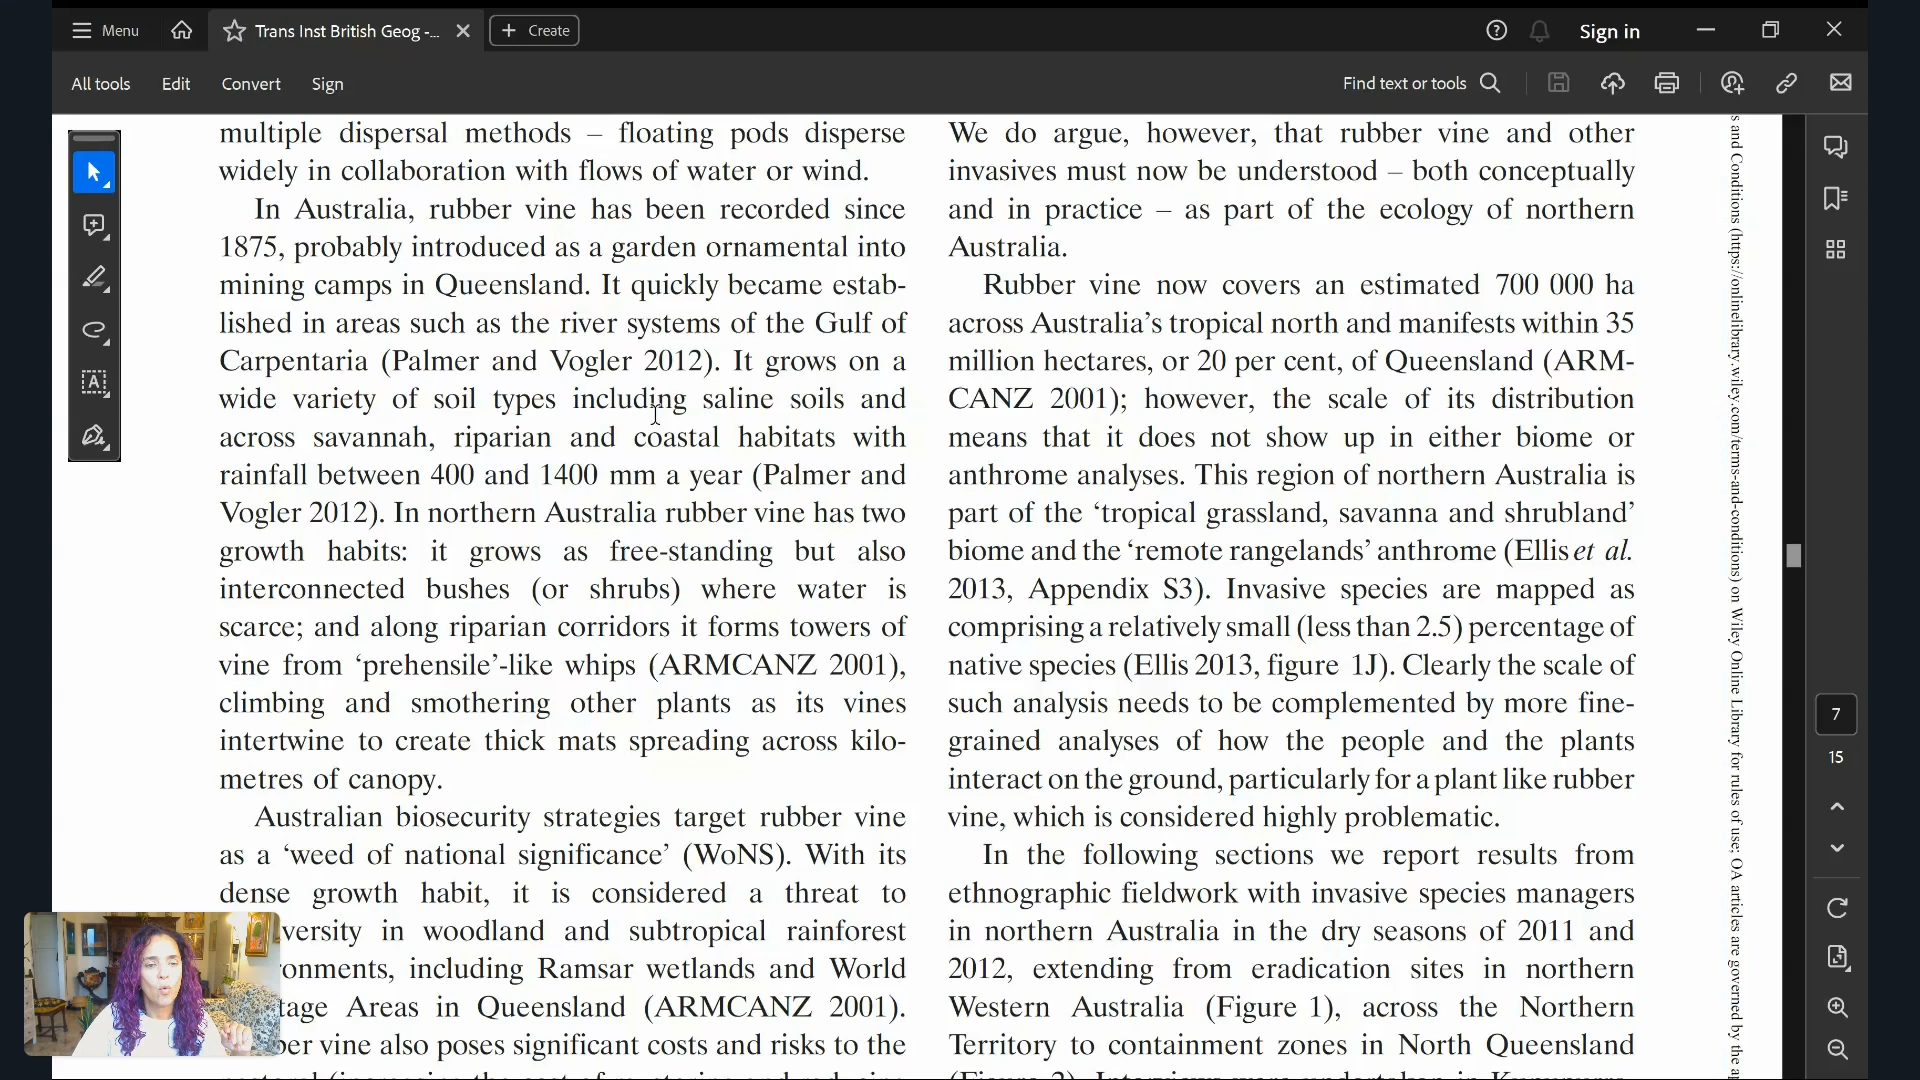 Menu
Trans Inst British Geog -...
Create
Sign in
All tools
Edit
Convert
Sign
Find text or tools
multiple dispersal methods – floating pods disperse
widely in collaboration with flows of water or wind.
In Australia, rubber vine has been recorded since
1875, probably introduced as a garden ornamental into
mining camps in Queensland. It quickly became estab-
lished in areas such as the river systems of the Gulf of
Carpentaria (Palmer and Vogler 2012). It grows on a
wide variety of soil types including saline soils and
across savannah, riparian and coastal habitats with
rainfall between 400 and 1400 mm a year (Palmer and
Vogler 2012). In northern Australia rubber vine has two
growth habits: it grows as free-standing but also
interconnected bushes (or shrubs) where water is
scarce; and along riparian corridors it forms towers of
vine from ‘prehensile’-like whips (ARMCANZ 2001),
climbing and smothering other plants as its vines
intertwine to create thick mats spreading across kilo-
metres of canopy.
Australian biosecurity strategies target rubber vine
as a ‘weed of national significance’ (WoNS). With its
dense growth habit, it is considered a threat to
versity in woodland and subtropical rainforest
onments, including Ramsar wetlands and World
tage Areas in Queensland (ARMCANZ 2001).
ber vine also poses significant costs and risks to the
We do argue, however, that rubber vine and other
invasives must now be understood – both conceptually
and in practice – as part of the ecology of northern
Australia.
Rubber vine now covers an estimated 700 000 ha
across Australia’s tropical north and manifests within 35
million hectares, or 20 per cent, of Queensland (ARM-
CANZ 2001); however, the scale of its distribution
means that it does not show up in either biome or
anthrome analyses. This region of northern Australia is
part of the ‘tropical grassland, savanna and shrubland’
biome and the ‘remote rangelands’ anthrome (Ellis et al.
2013, Appendix S3). Invasive species are mapped as
comprising a relatively small (less than 2.5) percentage of
native species (Ellis 2013, figure 1J). Clearly the scale of
such analysis needs to be complemented by more fine-
grained analyses of how the people and the plants
interact on the ground, particularly for a plant like rubber
vine, which is considered highly problematic.
In the following sections we report results from
ethnographic fieldwork with invasive species managers
in northern Australia in the dry seasons of 2011 and
2012, extending from eradication sites in northern
Western Australia (Figure 1), across the Northern
Territory to containment zones in North Queensland
s and Conditions (https://onlinelibrary.wiley.com/terms-and-conditions) on Wiley Online Library for rules of use; OA articles are governed by the a
7
15